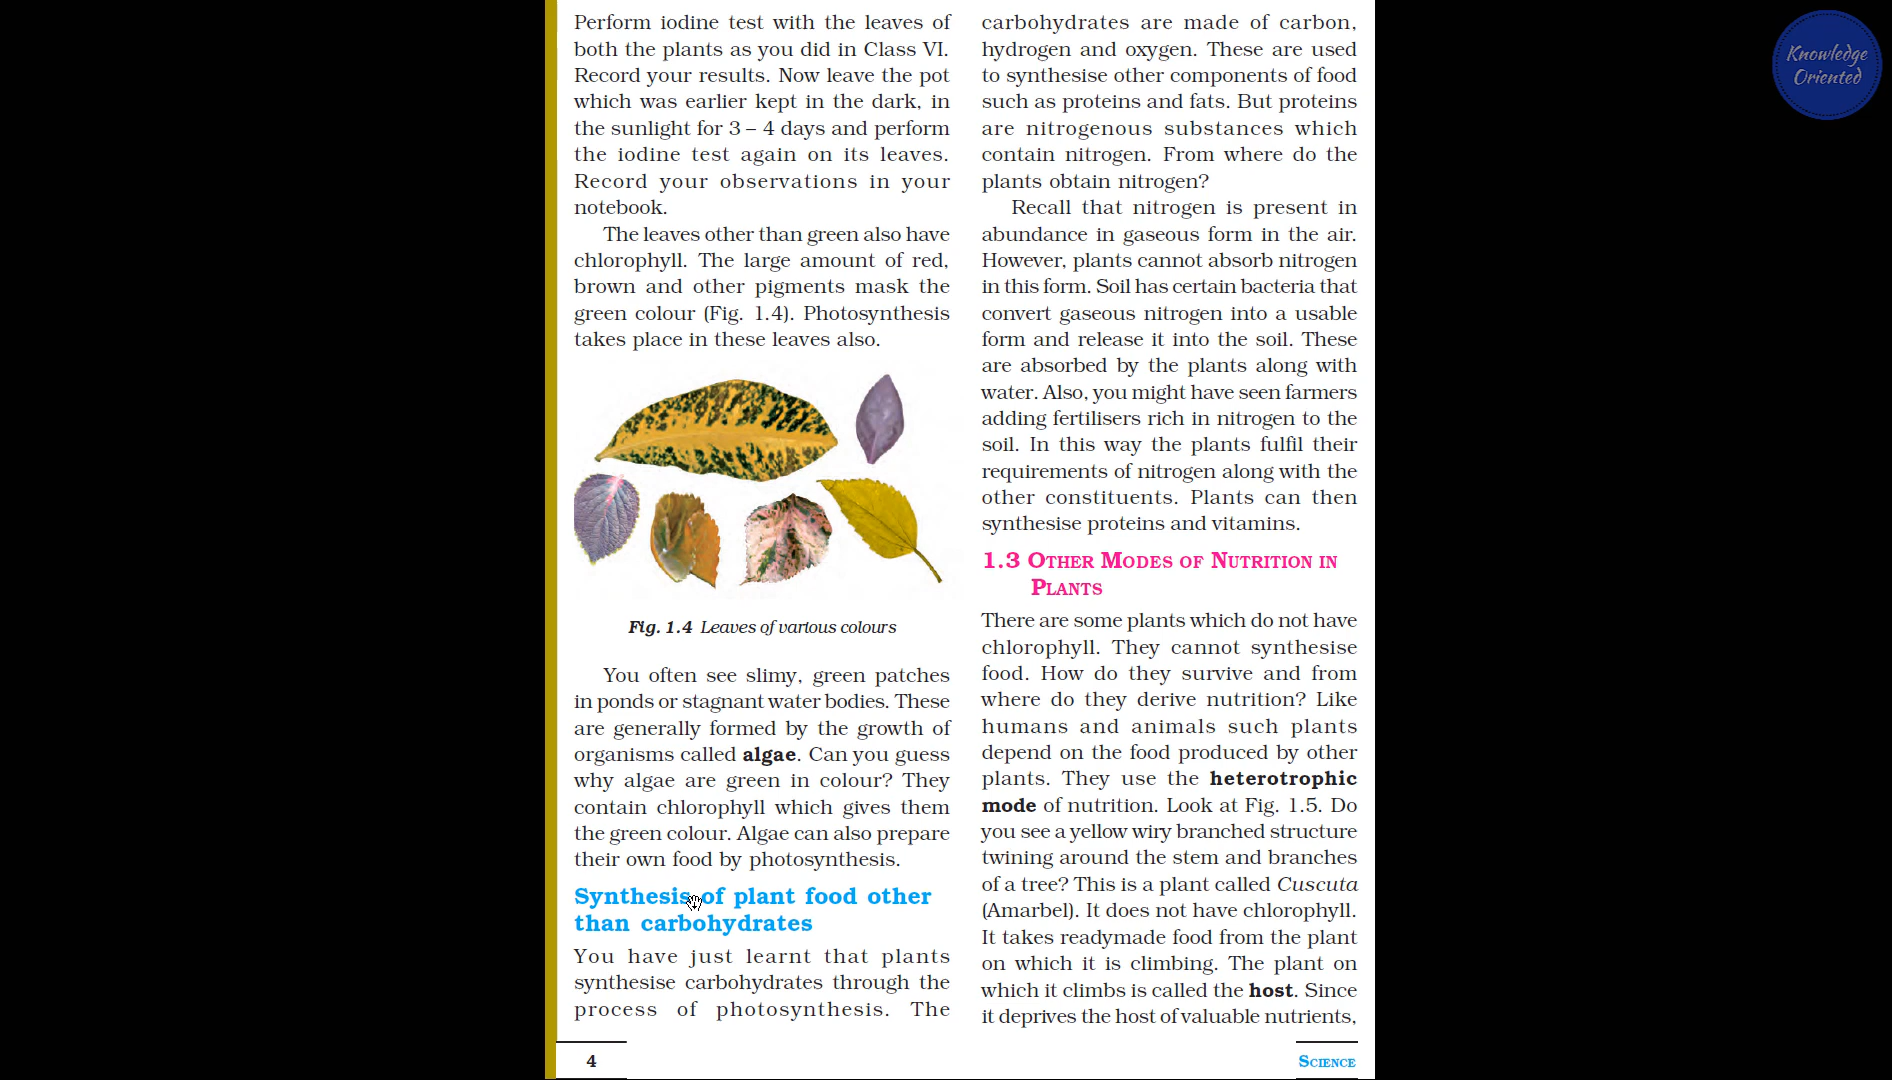 Perform iodine test with the leaves of
both the plants as you did in Class VI.
Record your results. Now leave the pot
which was earlier kept in the dark, in
the sunlight for 3 – 4 days and perform
the iodine test again on its leaves.
Record your observations in your
notebook.
The leaves other than green also have
chlorophyll. The large amount of red,
brown and other pigments mask the
green colour (Fig. 1.4). Photosynthesis
takes place in these leaves also.
Fig. 1.4 Leaves of various colours
You often see slimy, green patches
in ponds or stagnant water bodies. These
are generally formed by the growth of
organisms called algae. Can you guess
why algae are green in colour? They
contain chlorophyll which gives them
the green colour. Algae can also prepare
their own food by photosynthesis.
Synthesis of plant food other
than carbohydrates
You have just learnt that plants
synthesise carbohydrates through the
process of photosynthesis. The
carbohydrates are made of carbon,
hydrogen and oxygen. These are used
to synthesise other components of food
such as proteins and fats. But proteins
are nitrogenous substances which
contain nitrogen. From where do the
plants obtain nitrogen?
Recall that nitrogen is present in
abundance in gaseous form in the air.
However, plants cannot absorb nitrogen
in this form. Soil has certain bacteria that
convert gaseous nitrogen into a usable
form and release it into the soil. These
are absorbed by the plants along with
water. Also, you might have seen farmers
adding fertilisers rich in nitrogen to the
soil. In this way the plants fulfil their
requirements of nitrogen along with the
other constituents. Plants can then
synthesise proteins and vitamins.
1.3 OTHER MODES OF NUTRITION IN
PLANTS
There are some plants which do not have
chlorophyll. They cannot synthesise
food. How do they survive and from
where do they derive nutrition? Like
humans and animals such plants
depend on the food produced by other
plants. They use the heterotrophic
mode of nutrition. Look at Fig. 1.5. Do
you see a yellow wiry branched structure
twining around the stem and branches
of a tree? This is a plant called Cuscuta
(Amarbel). It does not have chlorophyll.
It takes readymade food from the plant
on which it is climbing. The plant on
which it climbs is called the host. Since
it deprives the host of valuable nutrients,
4
SCIENCE
Knowledge
Oriented